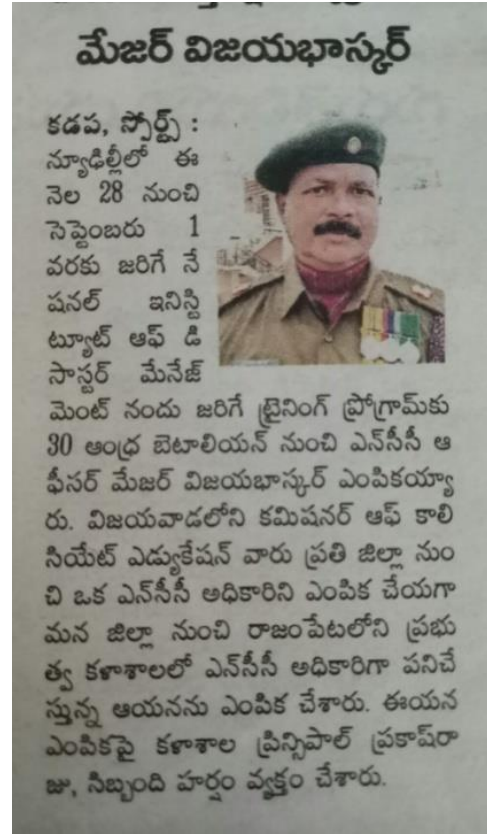 మేజర్ విజయభాస్కర్
కడప, స్పోర్ట్స్ :
న్యూఢిల్లీలో ఈ
నెల 28 నుంచి
సెప్టెంబరు 1
వరకు జరిగే నే
షనల్ ఇనిస్టి
ట్యూట్ ఆఫ్ డి
సాస్టర్ మేనేజ్
మెంట్ నందు జరిగే ట్రైనింగ్ ప్రోగ్రామ్‌కు
30 ఆంధ్ర బెటాలియన్ నుంచి ఎన్‌సీసీ ఆ
ఫీసర్ మేజర్ విజయభాస్కర్ ఎంపికయ్యా
రు. విజయవాడలోని కమిషనర్ ఆఫ్ కాలి
సియేట్ ఎడ్యుకేషన్ వారు ప్రతి జిల్లా నుం
చి ఒక ఎన్‌సీసీ అధికారిని ఎంపిక చేయగా
మన జిల్లా నుంచి రాజంపేటలోని ప్రభు
త్వ కళాశాలలో ఎన్‌సీసీ అధికారిగా పనిచే
స్తున్న ఆయనను ఎంపిక చేశారు. ఈయన
ఎంపికపై కళాశాల ప్రిన్సిపాల్ ప్రకాష్‌రా
జు, సిబ్బంది హర్షం వ్యక్తం చేశారు.